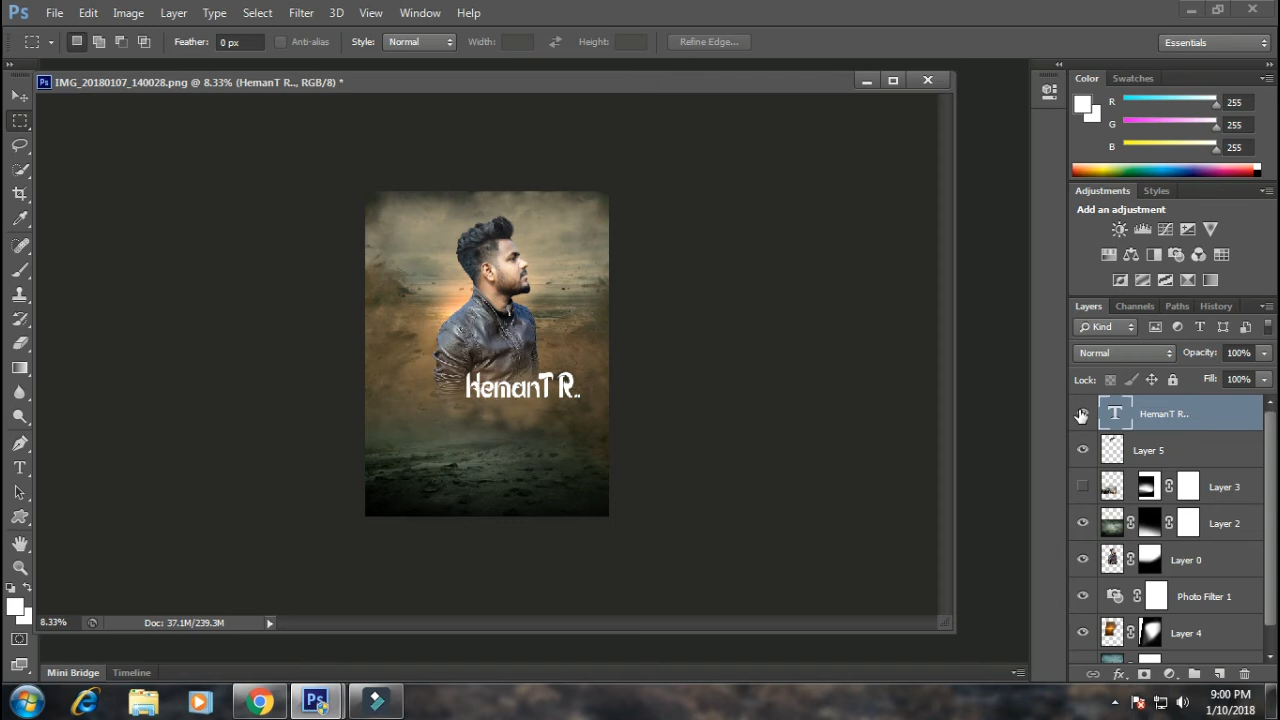 Ps File Edit Image Layer Type Select Filter 3D View Window Help
Feather: 0 px Anti-alias Style: Normal Width: Height: Refine Edge... Essentials
Ps IMG_20180107_140028.png @ 8.33% (HemanT R.., RGB/8) *
Color Swatches
R 255
G 255
B 255
Adjustments Styles
Add an adjustment
Layers Channels Paths History
Kind
Normal Opacity: 100%
Lock: Fill: 100%
T HemanT R..
Layer 5
Layer 3
Layer 2
Layer 0
Photo Filter 1
Layer 4
HemanT R..
8.33% Doc: 37.1M/239.3M
Mini Bridge Timeline
fx
Ps
9:00 PM
1/10/2018